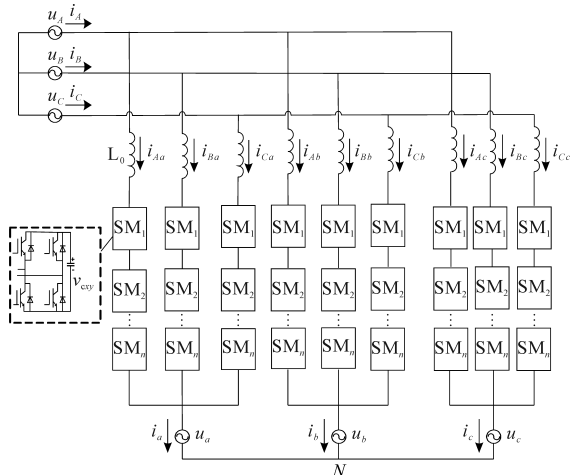 u_A i_A
u_B i_B
u_C i_C
L_0 i_Aa i_Ba i_Ca i_Ab i_Bb i_Cb i_Ac i_Bc i_Cc
SM_1 SM_1 SM_1 SM_1 SM_1 SM_1 SM_1 SM_1 SM_1
+ - v_cxy
SM_2 SM_2 SM_2 SM_2 SM_2 SM_2 SM_2 SM_2 SM_2
SM_n SM_n SM_n SM_n SM_n SM_n SM_n SM_n SM_n
i_a u_a i_b u_b i_c u_c
N